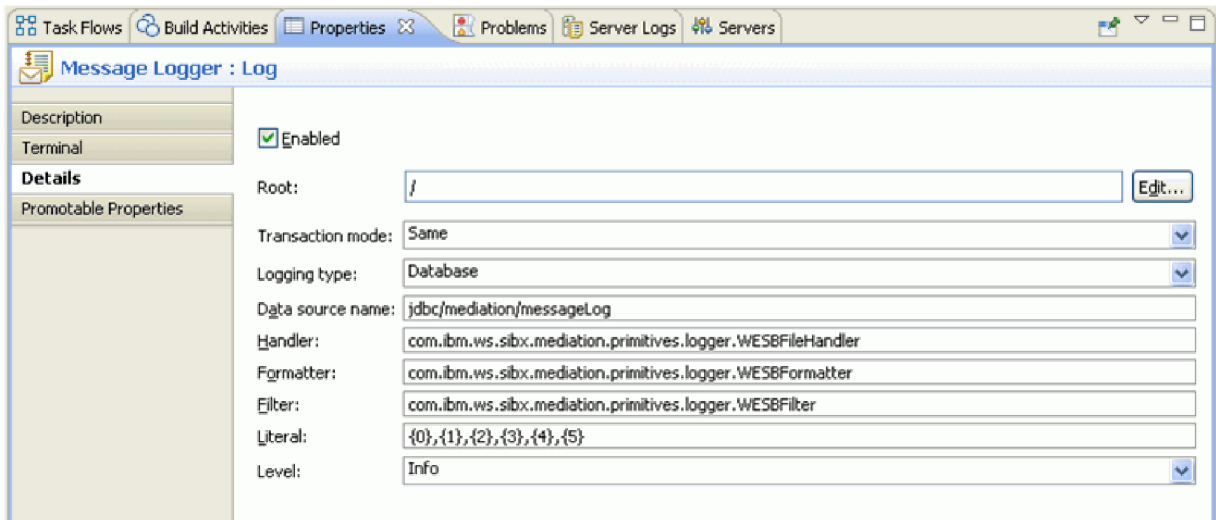 Task Flows Build Activities Properties Problems Server Logs Servers
Message Logger : Log
Description
Terminal
Details
Promotable Properties
Enabled
Root: / Edit...
Transaction mode: Same
Logging type: Database
Data source name: jdbc/mediation/messageLog
Handler: com.ibm.ws.sibx.mediation.primitives.logger.WESBFileHandler
Formatter: com.ibm.ws.sibx.mediation.primitives.logger.WESBFormatter
Filter: com.ibm.ws.sibx.mediation.primitives.logger.WESBFilter
Literal: {0},{1},{2},{3},{4},{5}
Level: Info